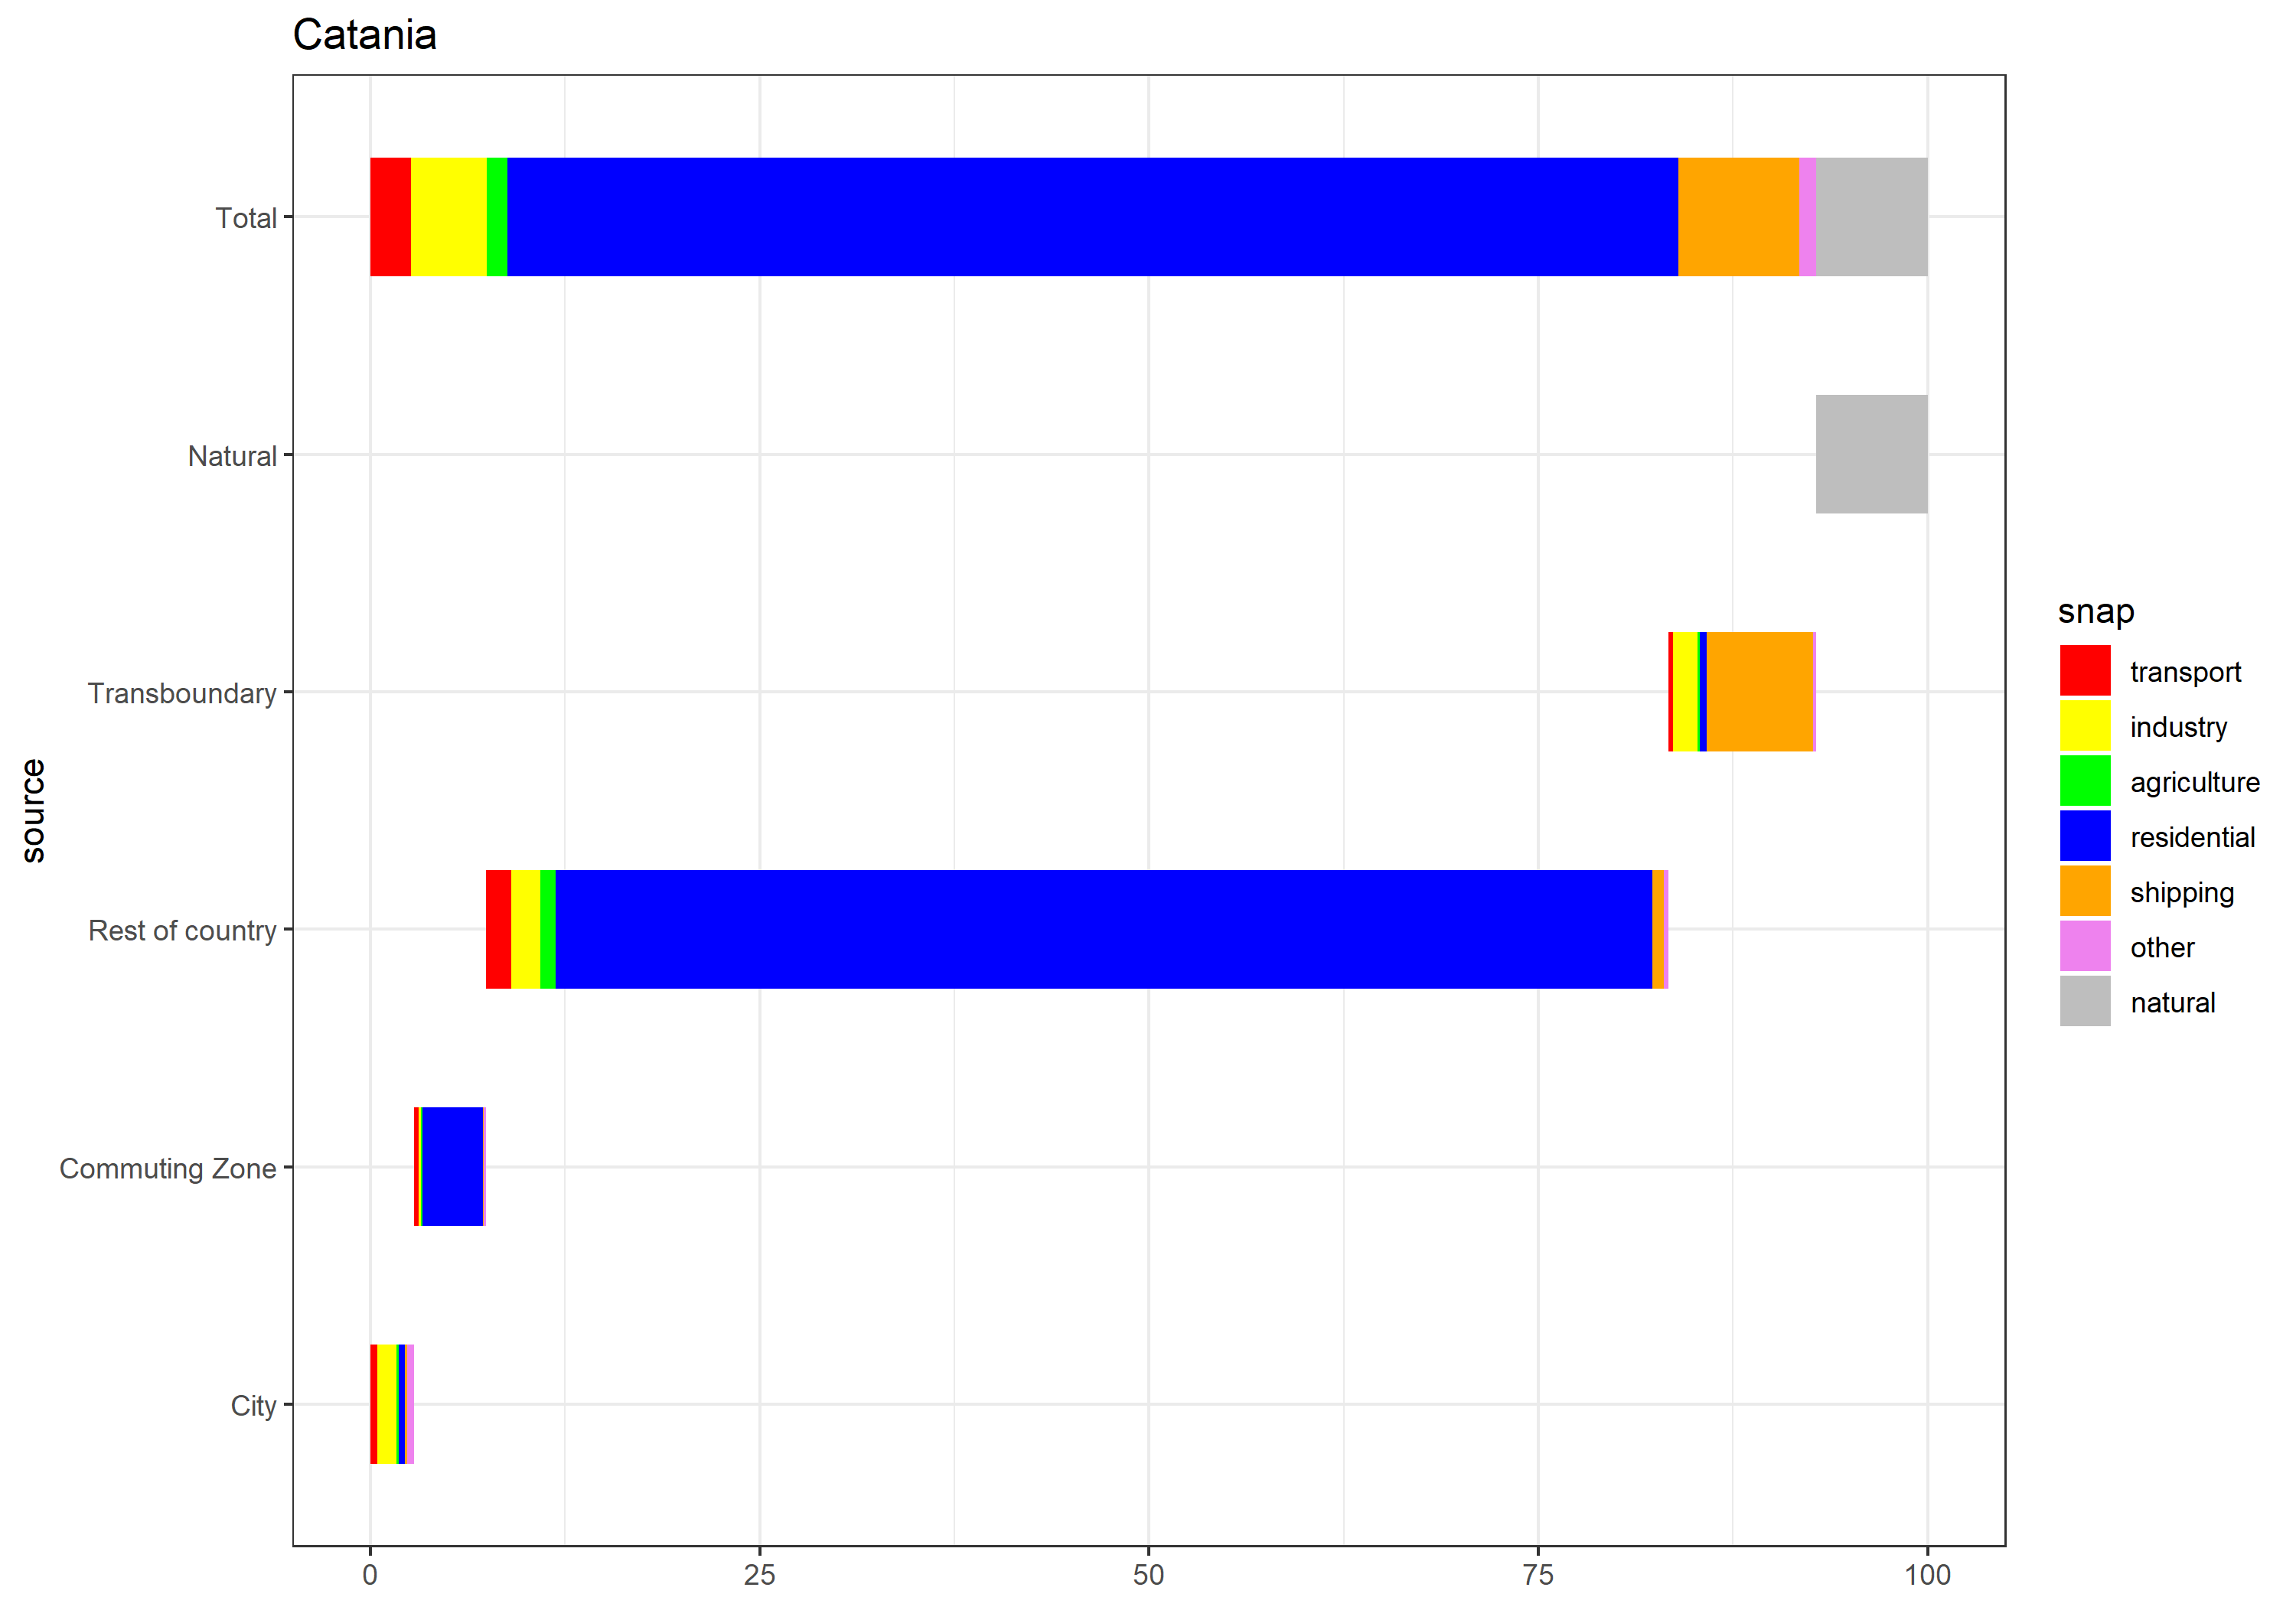 Catania
source
Total
Natural
Transboundary
Rest of country
Commuting Zone
City
0 25 50 75 100
snap
transport
industry
agriculture
residential
shipping
other
natural